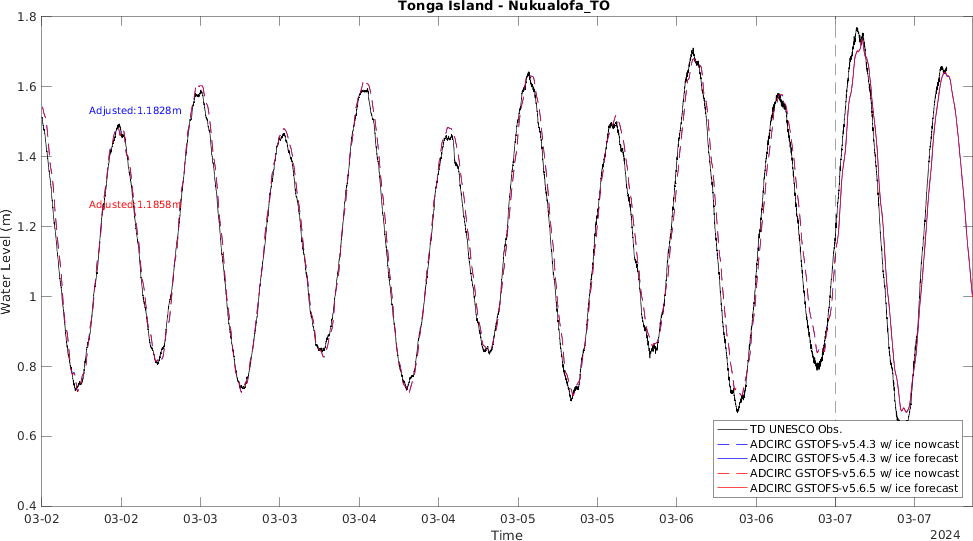 Tonga Island - Nukualofa_TO
1.8
1.6
1.4
1.2
1
0.8
0.6
0.4
Water Level (m)
Adjusted:1.1828m
Adjusted:1.1858m
TD UNESCO Obs.
ADCIRC GSTOFS-v5.4.3 w/ ice nowcast
ADCIRC GSTOFS-v5.4.3 w/ ice forecast
ADCIRC GSTOFS-v5.6.5 w/ ice nowcast
ADCIRC GSTOFS-v5.6.5 w/ ice forecast
03-02 03-02 03-03 03-03 03-04 03-04 03-05 03-05 03-06 03-06 03-07 03-07
Time
2024